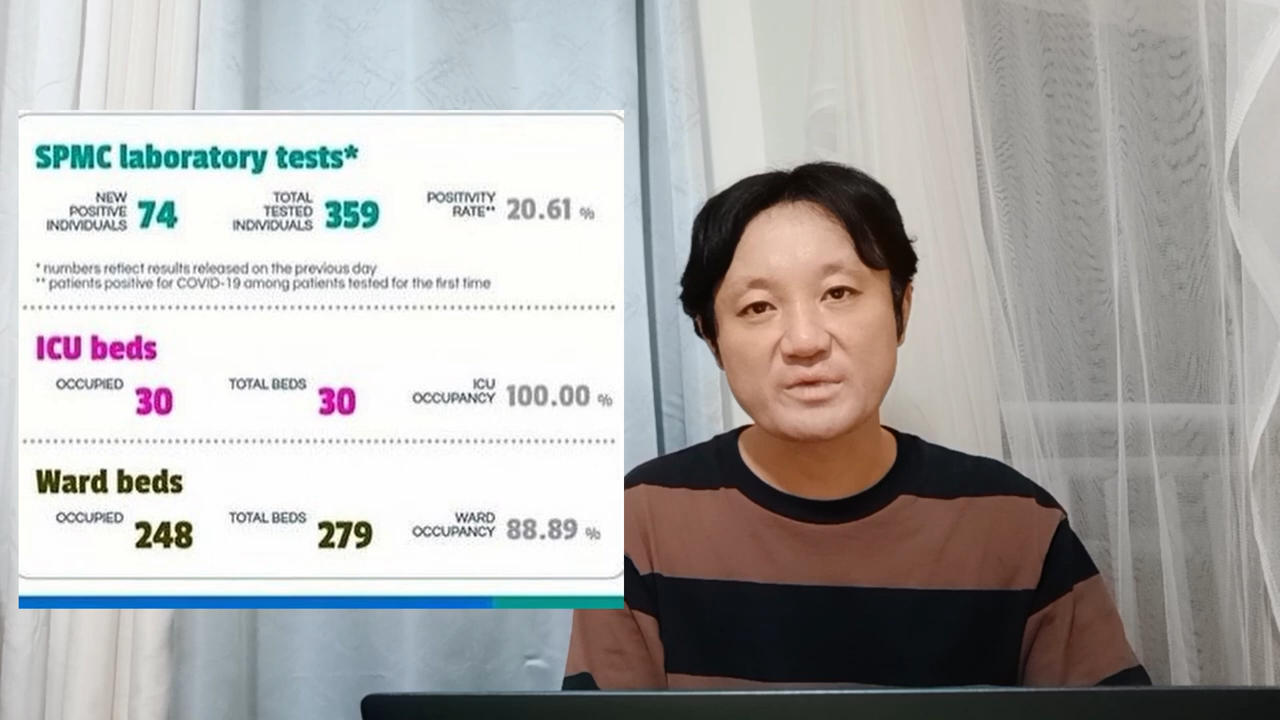 SPMC laboratory tests*
NEW POSITIVE INDIVIDUALS 74 TOTAL TESTED INDIVIDUALS 359 POSITIVITY RATE** 20.61 %
* numbers reflect results released on the previous day
** patients positive for COVID-19 among patients tested for the first time
ICU beds
OCCUPIED 30 TOTAL BEDS 30 ICU OCCUPANCY 100.00 %
Ward beds
OCCUPIED 248 TOTAL BEDS 279 WARD OCCUPANCY 88.89 %